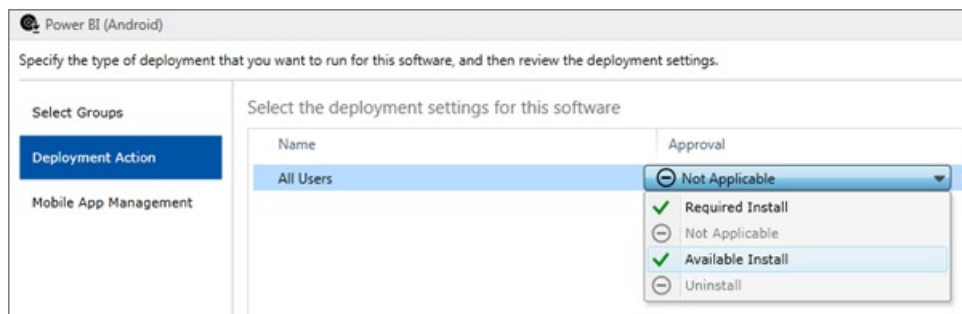 Power BI (Android)
Specify the type of deployment that you want to run for this software, and then review the deployment settings.
Select Groups
Deployment Action
Mobile App Management
Select the deployment settings for this software
Name Approval
All Users Not Applicable
Required Install
Not Applicable
Available Install
Uninstall